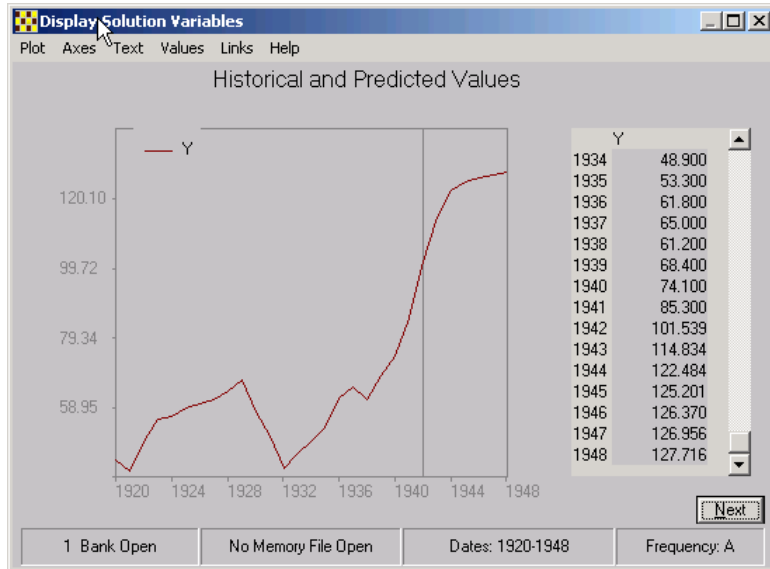 Display Solution Variables
Plot Axes Text Values Links Help
Historical and Predicted Values
Y
120.10
99.72
79.34
58.95
1920 1924 1928 1932 1936 1940 1944 1948
Y
1934 48.900
1935 53.300
1936 61.800
1937 65.000
1938 61.200
1939 68.400
1940 74.100
1941 85.300
1942 101.539
1943 114.834
1944 122.484
1945 125.201
1946 126.370
1947 126.956
1948 127.716
Next
1 Bank Open No Memory File Open Dates: 1920-1948 Frequency: A